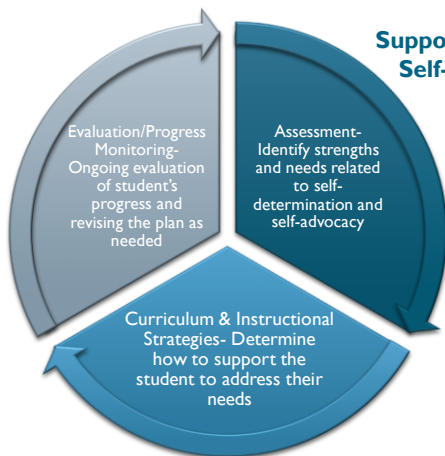 Suppo
Self-
Evaluation/Progress
Monitoring-
Ongoing evaluation
of student's
progress and
revising the plan as
needed
Assessment-
Identify strengths
and needs related
to self-
determination and
self-advocacy
Curriculum & Instructional
Strategies- Determine
how to support the
student to address their
needs